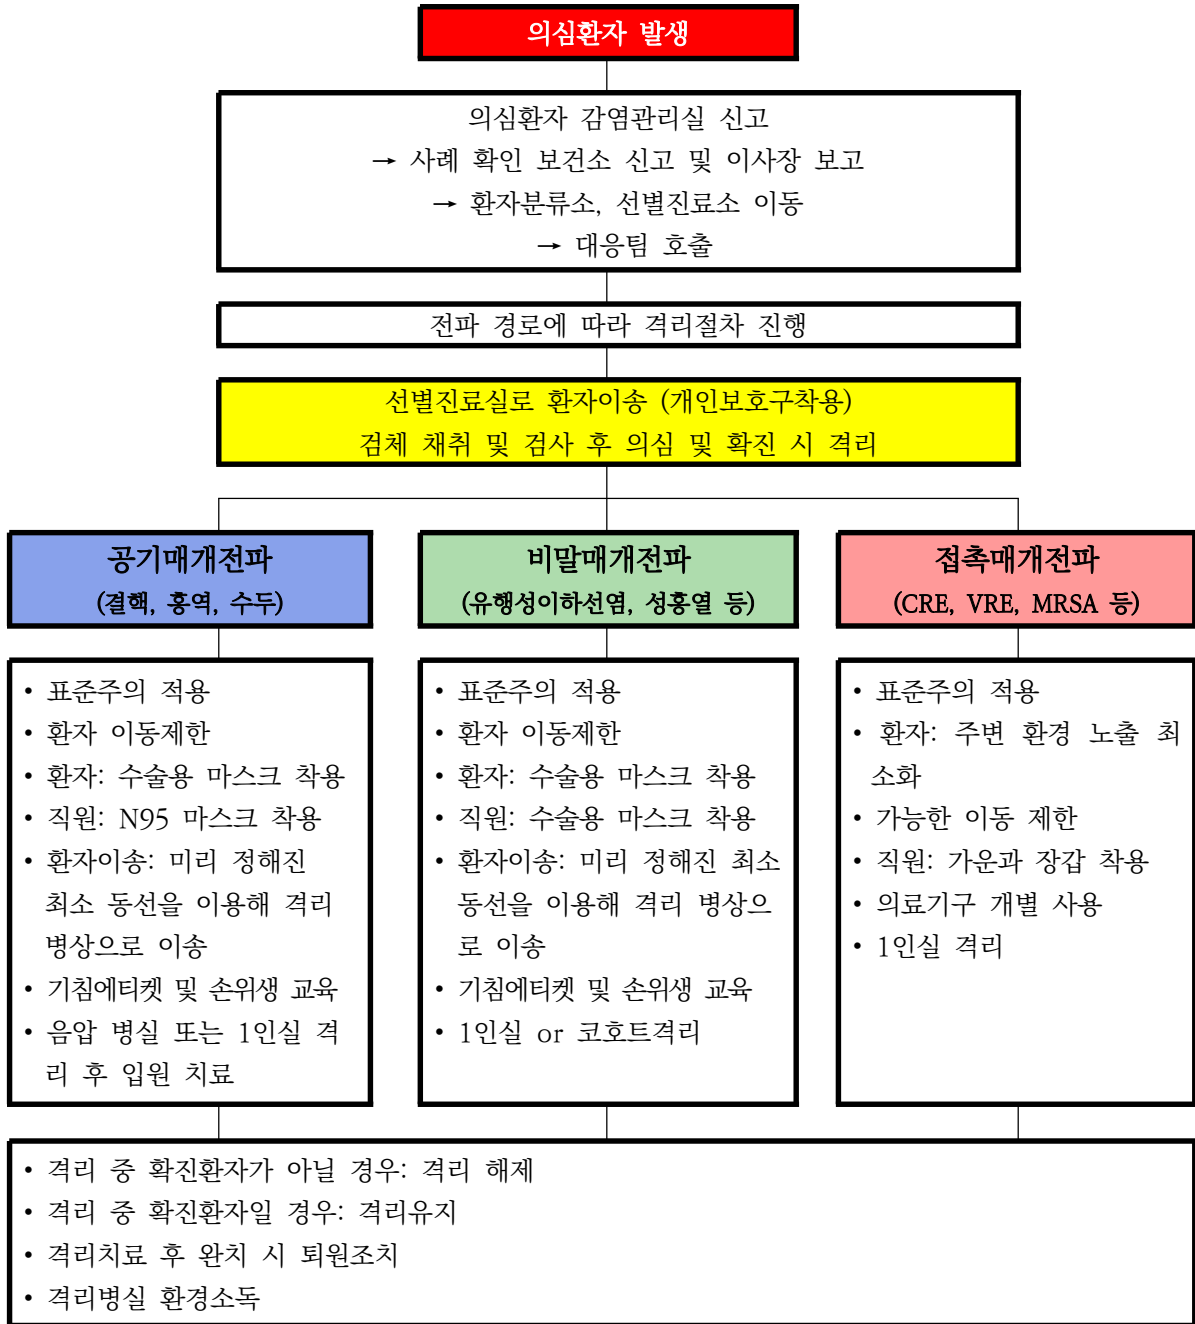 의심환자 발생
의심환자 감염관리실 신고
→ 사례 확인 보건소 신고 및 이사장 보고
→ 환자분류소, 선별진료소 이동
→ 대응팀 호출
전파 경로에 따라 격리절차 진행
선별진료실로 환자이송 (개인보호구착용)
검체 채취 및 검사 후 의심 및 확진 시 격리
공기매개전파
(결핵, 홍역, 수두)
• 표준주의 적용
• 환자 이동제한
• 환자: 수술용 마스크 착용
• 직원: N95 마스크 착용
• 환자이송: 미리 정해진
최소 동선을 이용해 격리
병상으로 이송
• 기침에티켓 및 손위생 교육
• 음압 병실 또는 1인실 격
리 후 입원 치료
비말매개전파
(유행성이하선염, 성홍열 등)
• 표준주의 적용
• 환자 이동제한
• 환자: 수술용 마스크 착용
• 직원: 수술용 마스크 착용
• 환자이송: 미리 정해진 최소
동선을 이용해 격리 병상으
로 이송
• 기침에티켓 및 손위생 교육
• 1인실 or 코호트격리
접촉매개전파
(CRE, VRE, MRSA 등)
• 표준주의 적용
• 환자: 주변 환경 노출 최
소화
• 가능한 이동 제한
• 직원: 가운과 장갑 착용
• 의료기구 개별 사용
• 1인실 격리
• 격리 중 확진환자가 아닐 경우: 격리 해제
• 격리 중 확진환자일 경우: 격리유지
• 격리치료 후 완치 시 퇴원조치
• 격리병실 환경소독